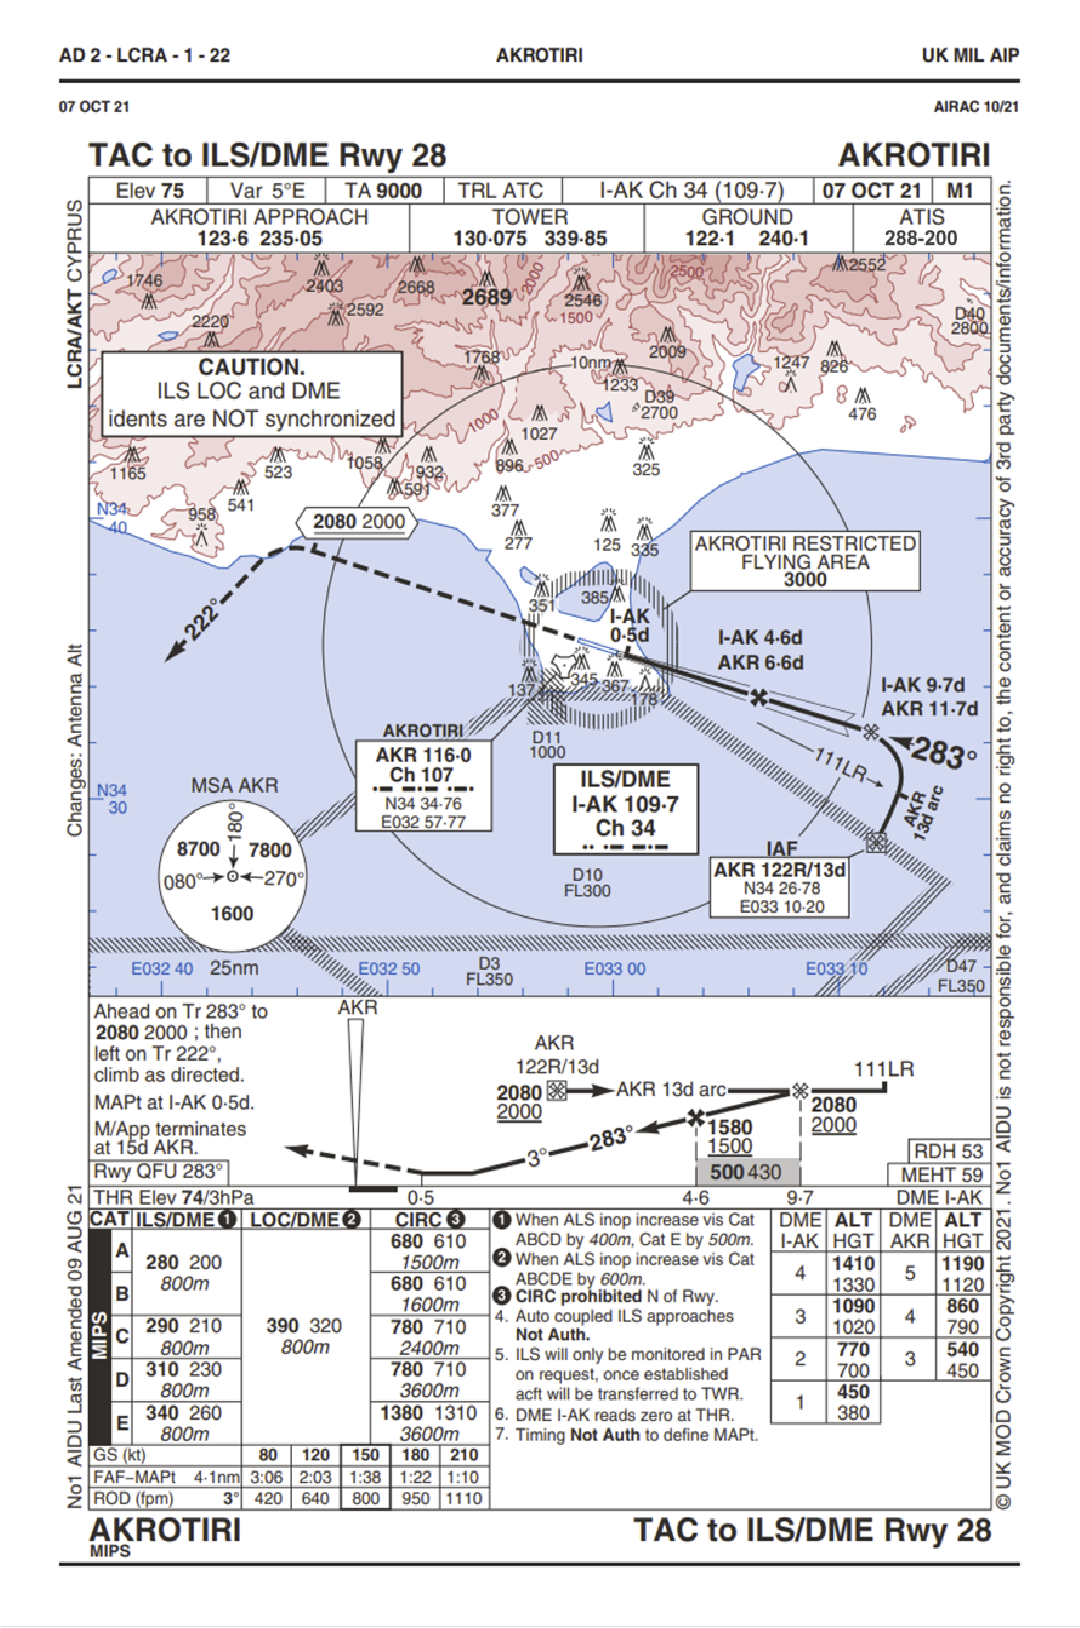 AD 2 - LCRA - 1 - 22
AKROTIRI
UK MIL AIP
07 OCT 21
AIRAC 10/21
TAC to ILS/DME Rwy 28
AKROTIRI
Elev 75
Var 5°E
TA 9000
TRL ATC
I-AK Ch 34 (109·7)
07 OCT 21
M1
AKROTIRI APPROACH
123·6 235·05
TOWER
130·075 339·85
GROUND
122·1 240·1
ATIS
288-200
LCRA/AKT CYPRUS
Changes: Antenna Alt
No1 AIDU Last Amended 09 AUG 21
© UK MOD Crown Copyright 2021. No1 AIDU is not responsible for, and claims no right to, the content or accuracy of 3rd party documents/information.
1746
2403
2668
2689
2000
2546
1500
2500
2552
2592
2220
D40
2800
CAUTION.
ILS LOC and DME
idents are NOT synchronized
1768
10nm
2009
1233
1247
826
D39
2700
476
1000
1027
1165
523
1058
932
896
500
325
591
541
958
377
277
125
335
N34
40
2080 2000
AKROTIRI RESTRICTED
FLYING AREA
3000
351
385
I-AK
0·5d
222°
I-AK 4·6d
AKR 6·6d
I-AK 9·7d
AKR 11·7d
137
345
367
178
283°
111LR
AKR
13d arc
AKROTIRI
AKR 116·0
Ch 107
N34 34·76
E032 57·77
D11
1000
ILS/DME
I-AK 109·7
Ch 34
N34
30
MSA AKR
180°
8700
7800
080°
270°
1600
25nm
IAF
AKR 122R/13d
N34 26·78
E033 10·20
D10
FL300
E032 40
E032 50
D3
FL350
E033 00
E033 10
D47
FL350
Ahead on Tr 283° to
2080 2000 ; then
left on Tr 222°,
climb as directed.
MAPt at I-AK 0·5d.
M/App terminates
at 15d AKR.
Rwy QFU 283°
AKR
AKR
122R/13d
2080
2000
AKR 13d arc
111LR
2080
2000
1580
1500
283°
3°
500 430
RDH 53
MEHT 59
THR Elev 74/3hPa
0·5
4·6
9·7
DME I-AK
CAT
ILS/DME 1
LOC/DME 2
CIRC 3
MIPS
A
B
C
D
E
280 200
800m
290 210
800m
310 230
800m
340 260
800m
390 320
800m
680 610
1500m
680 610
1600m
780 710
2400m
780 710
3600m
1380 1310
3600m
1 When ALS inop increase vis Cat
ABCD by 400m, Cat E by 500m.
2 When ALS inop increase vis Cat
ABCDE by 600m.
3 CIRC prohibited N of Rwy.
4. Auto coupled ILS approaches
Not Auth.
5. ILS will only be monitored in PAR
on request, once established
acft will be transferred to TWR.
6. DME I-AK reads zero at THR.
7. Timing Not Auth to define MAPt.
DME ALT DME ALT
I-AK HGT AKR HGT
4 1410 5 1190
1330 1120
3 1090 4 860
1020 790
2 770 3 540
700 450
1 450
380
GS (kt) 80 120 150 180 210
FAF–MAPt 4·1nm 3:06 2:03 1:38 1:22 1:10
ROD (fpm) 3° 420 640 800 950 1110
AKROTIRI
MIPS
TAC to ILS/DME Rwy 28